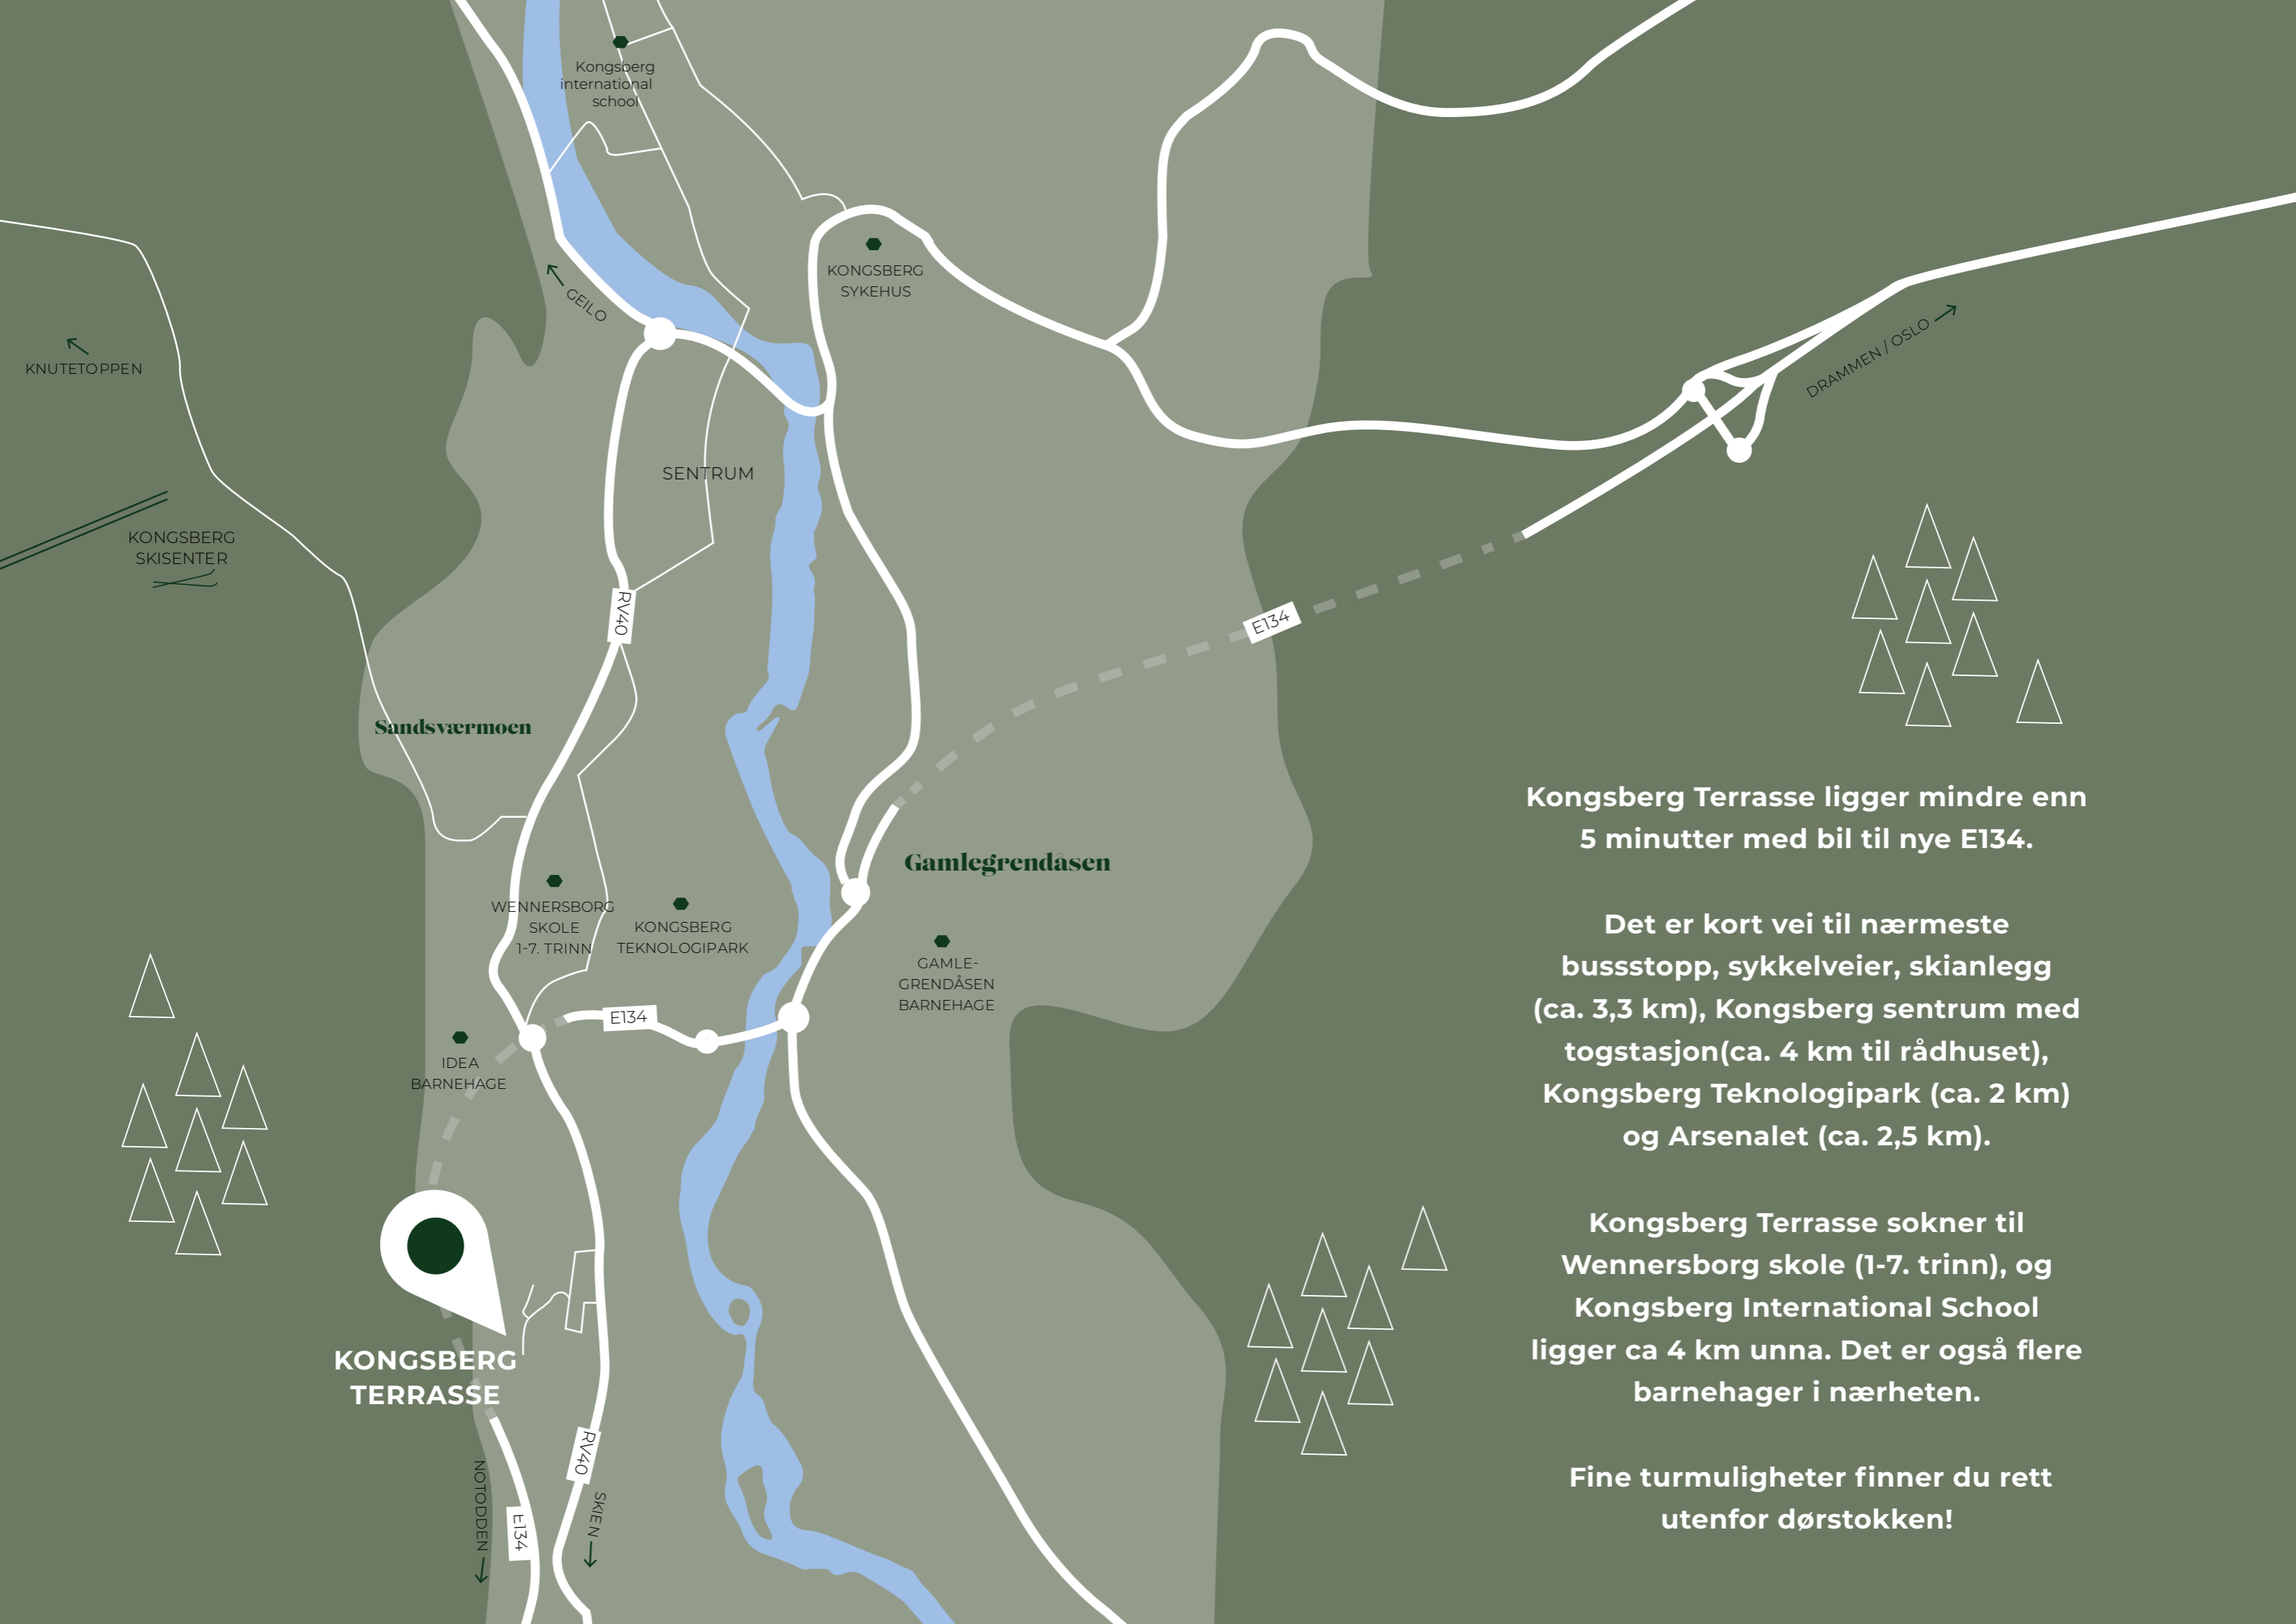 Kongsberg
international
school
KONGSBERG
SYKEHUS
GEILO
KNUTETOPPEN
DRAMMEN / OSLO
SENTRUM
KONGSBERG
SKISENTER
RV40
E134
Sandsværmoen
Gamlegrendåsen
WENNERSBORG
SKOLE
1-7. TRINN
KONGSBERG
TEKNOLOGIPARK
GAMLE-
GRENDÅSEN
BARNEHAGE
E134
IDEA
BARNEHAGE
KONGSBERG
TERRASSE
RV40
NOTODDEN
E134
SKIEN
Kongsberg Terrasse ligger mindre enn
5 minutter med bil til nye E134.
Det er kort vei til nærmeste
bussstopp, sykkelveier, skianlegg
(ca. 3,3 km), Kongsberg sentrum med
togstasjon(ca. 4 km til rådhuset),
Kongsberg Teknologipark (ca. 2 km)
og Arsenalet (ca. 2,5 km).
Kongsberg Terrasse sokner til
Wennersborg skole (1-7. trinn), og
Kongsberg International School
ligger ca 4 km unna. Det er også flere
barnehager i nærheten.
Fine turmuligheter finner du rett
utenfor dørstokken!